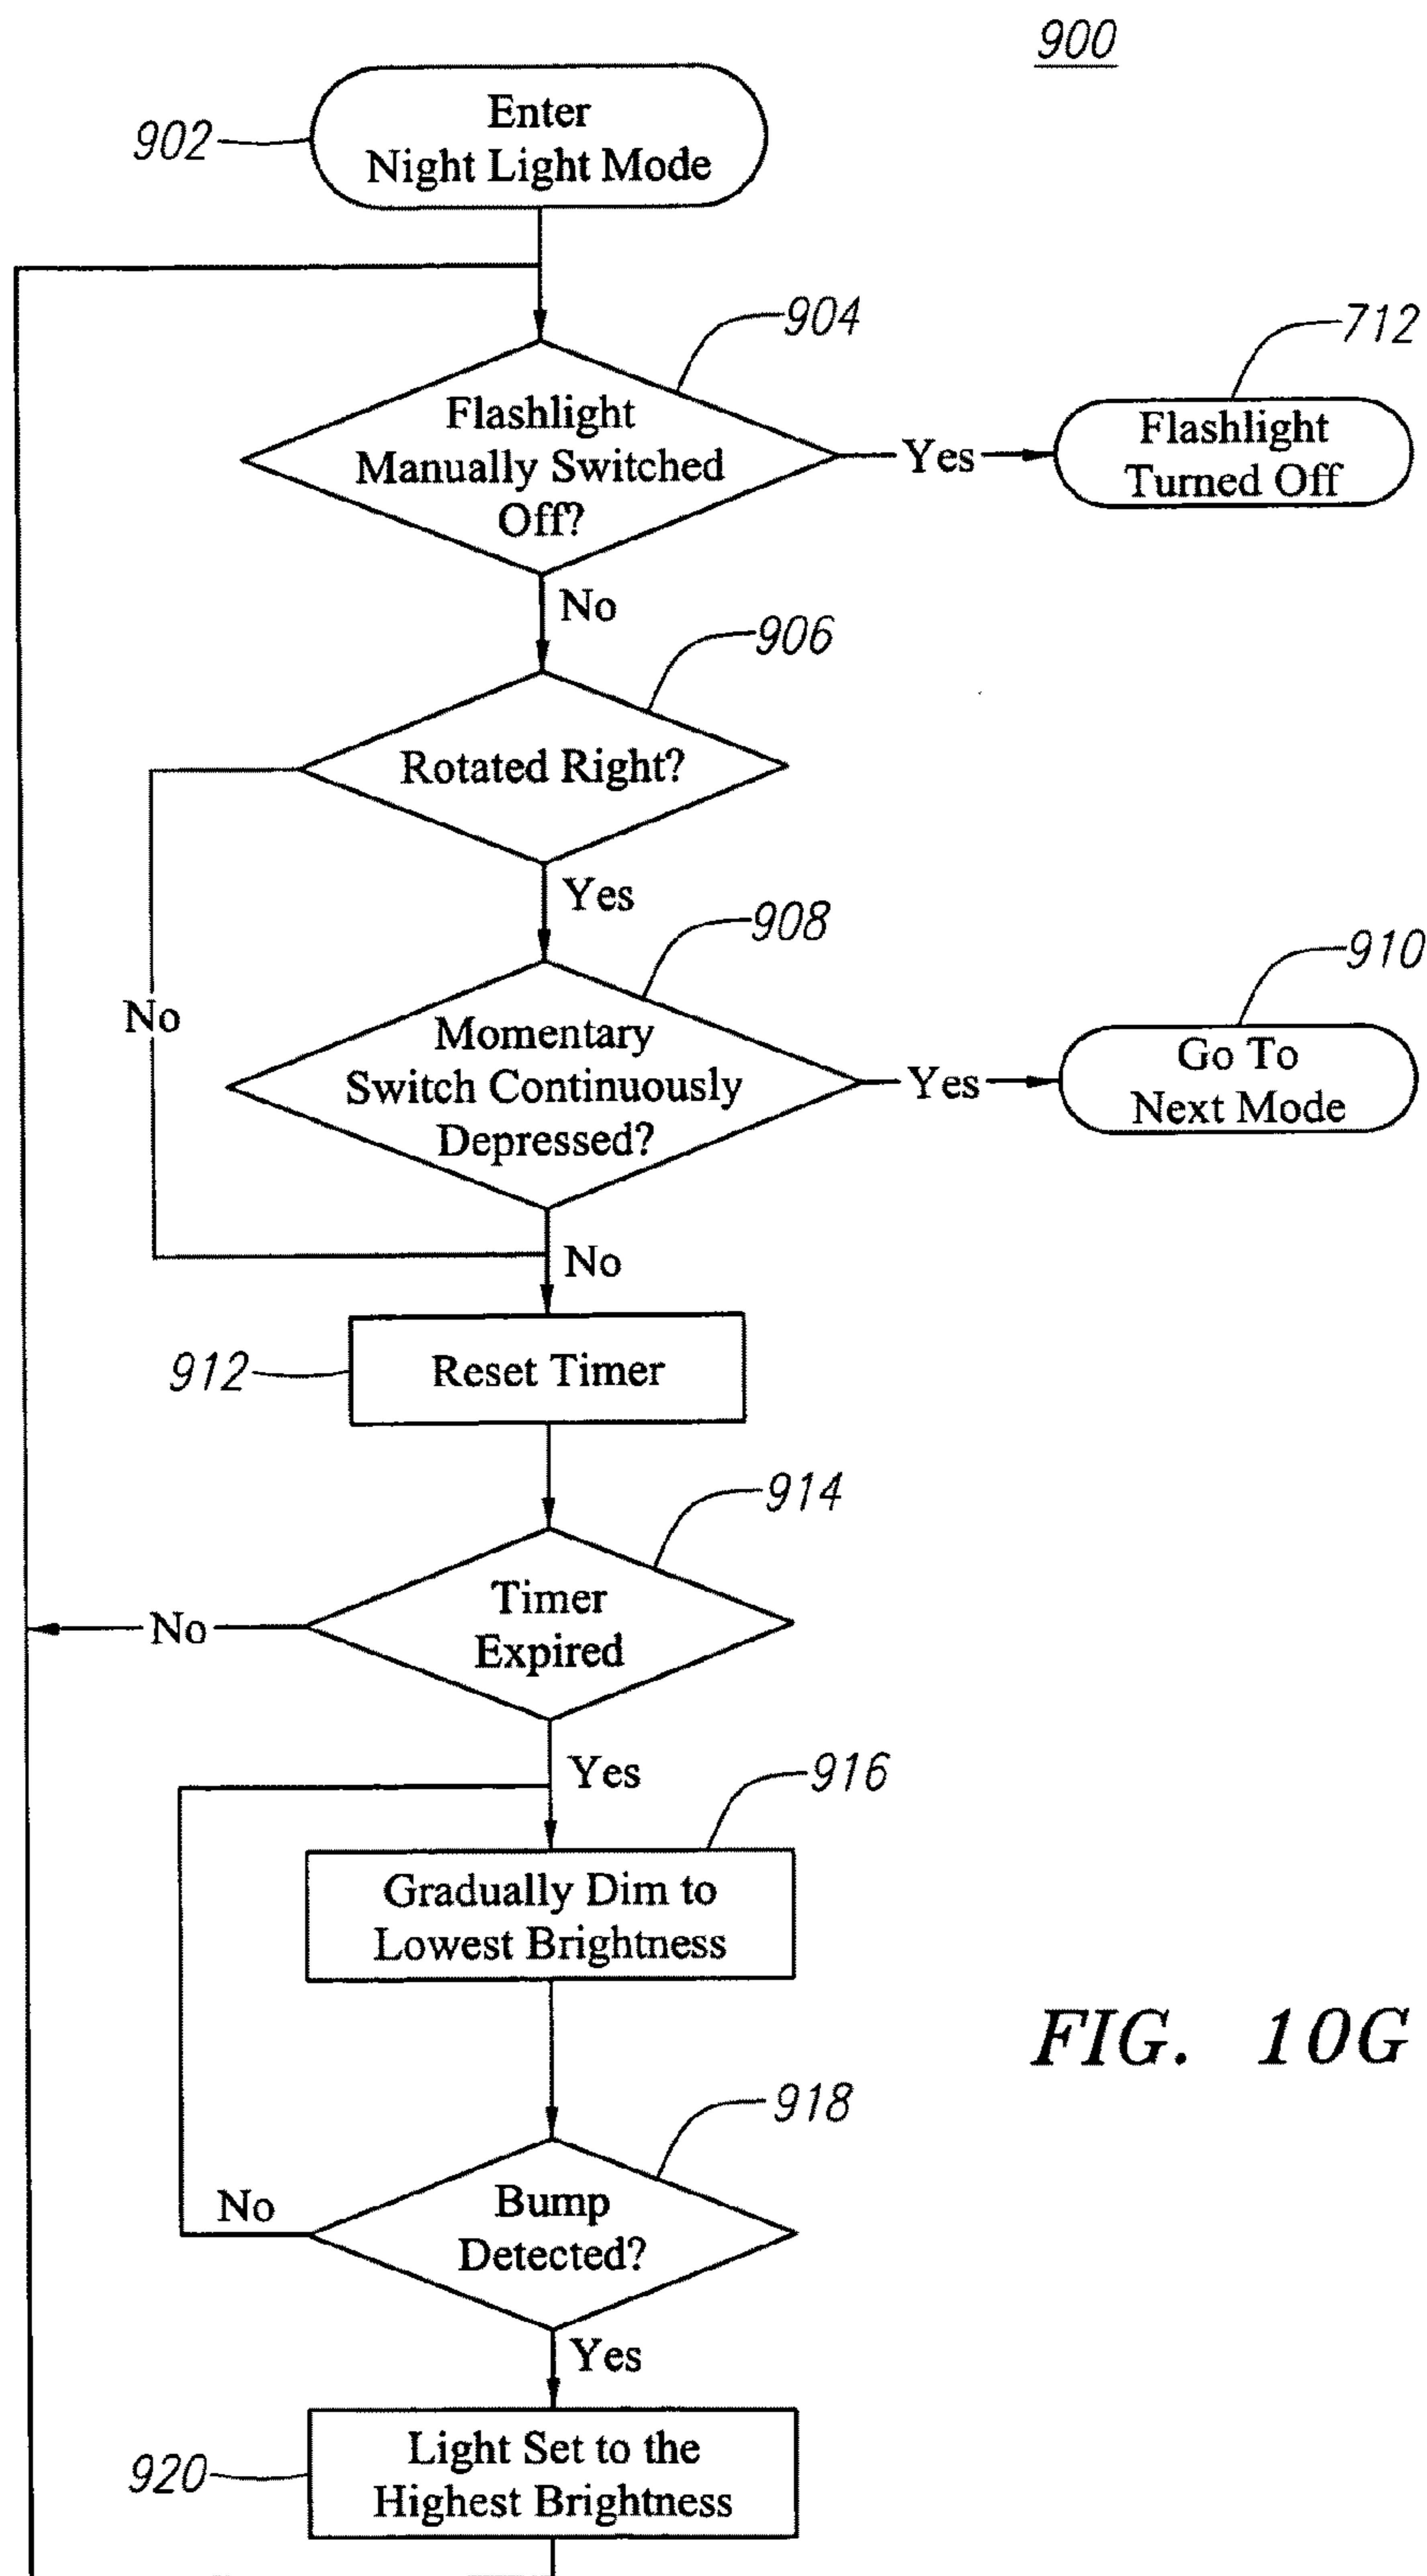 900
Enter
902
Night Light Mode
904
712
Flashlight
Manually Switched
Off?
Yes
Flashlight
Turned Off
No
906
Rotated Right?
Yes
908
910
No
Momentary
Switch Continuously
Depressed?
Yes
Go To
Next Mode
No
912
Reset Timer
914
Timer
Expired
No
Yes
916
Gradually Dim to
Lowest Brightness
FIG. 10G
918
No
Bump
Detected?
Yes
920
Light Set to the
Highest Brightness